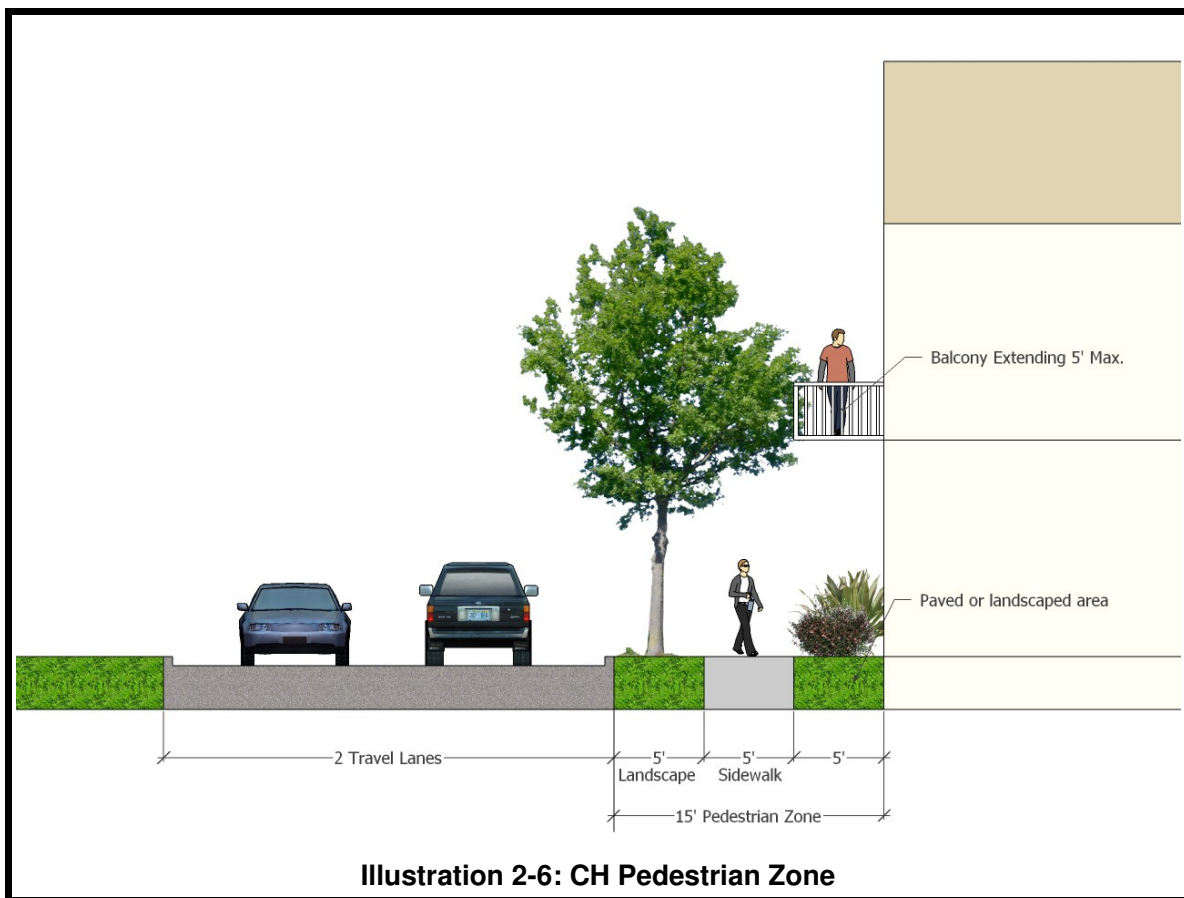 Balcony Extending 5' Max.
Paved or landscaped area
2 Travel Lanes
5'
Landscape
5'
Sidewalk
5'
15' Pedestrian Zone
Illustration 2-6: CH Pedestrian Zone